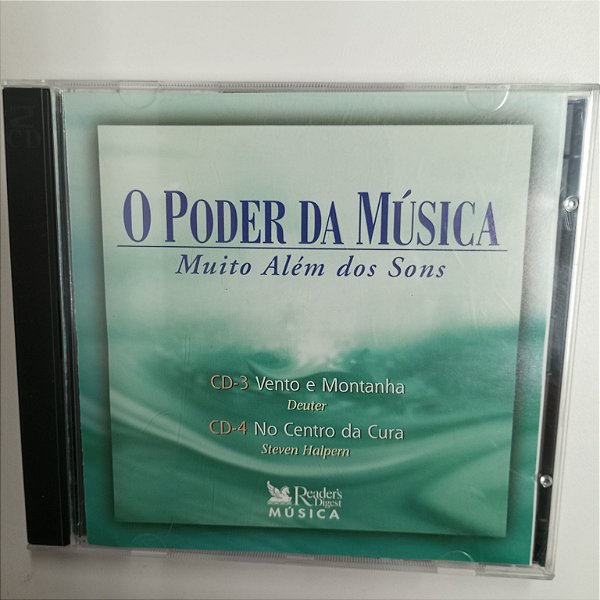 O PODER DA MÚSICA
Muito Além dos Sons
CD-3 Vento e Montanha
Deuter
CD-4 No Centro da Cura
Steven Halpern
Reader's
Digest
MÚSICA